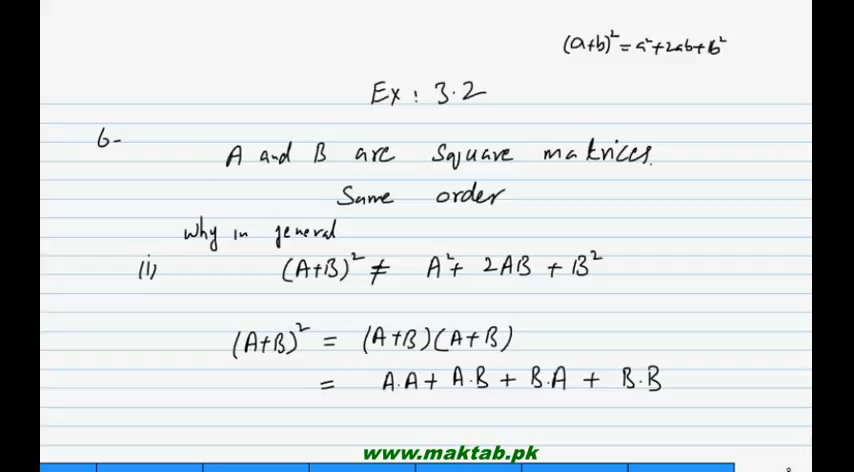 (a+b)² = a²+2ab+b²
Ex : 3.2
6-
A and B are square matrices.
Same order
Why in general
(i) (A+B)² ≠ A²+ 2AB + B²
(A+B)² = (A+B)(A+B)
= A.A + A.B + B.A + B.B
www.maktab.pk